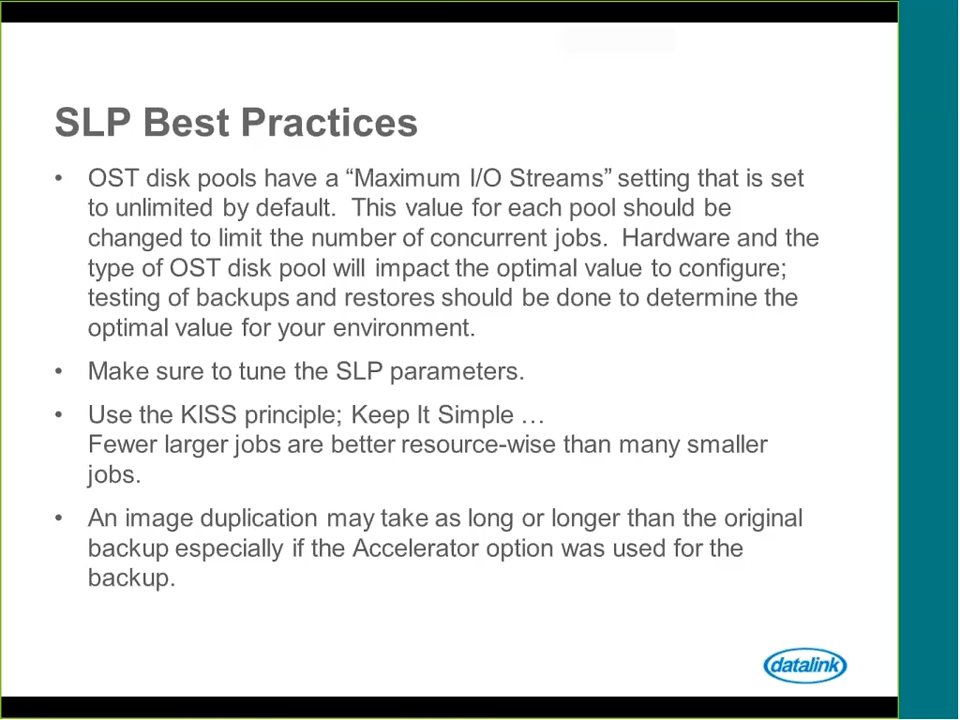 SLP Best Practices
• OST disk pools have a “Maximum I/O Streams” setting that is set
to unlimited by default.  This value for each pool should be
changed to limit the number of concurrent jobs.  Hardware and the
type of OST disk pool will impact the optimal value to configure;
testing of backups and restores should be done to determine the
optimal value for your environment.
• Make sure to tune the SLP parameters.
• Use the KISS principle; Keep It Simple …
Fewer larger jobs are better resource-wise than many smaller
jobs.
• An image duplication may take as long or longer than the original
backup especially if the Accelerator option was used for the
backup.
datalink